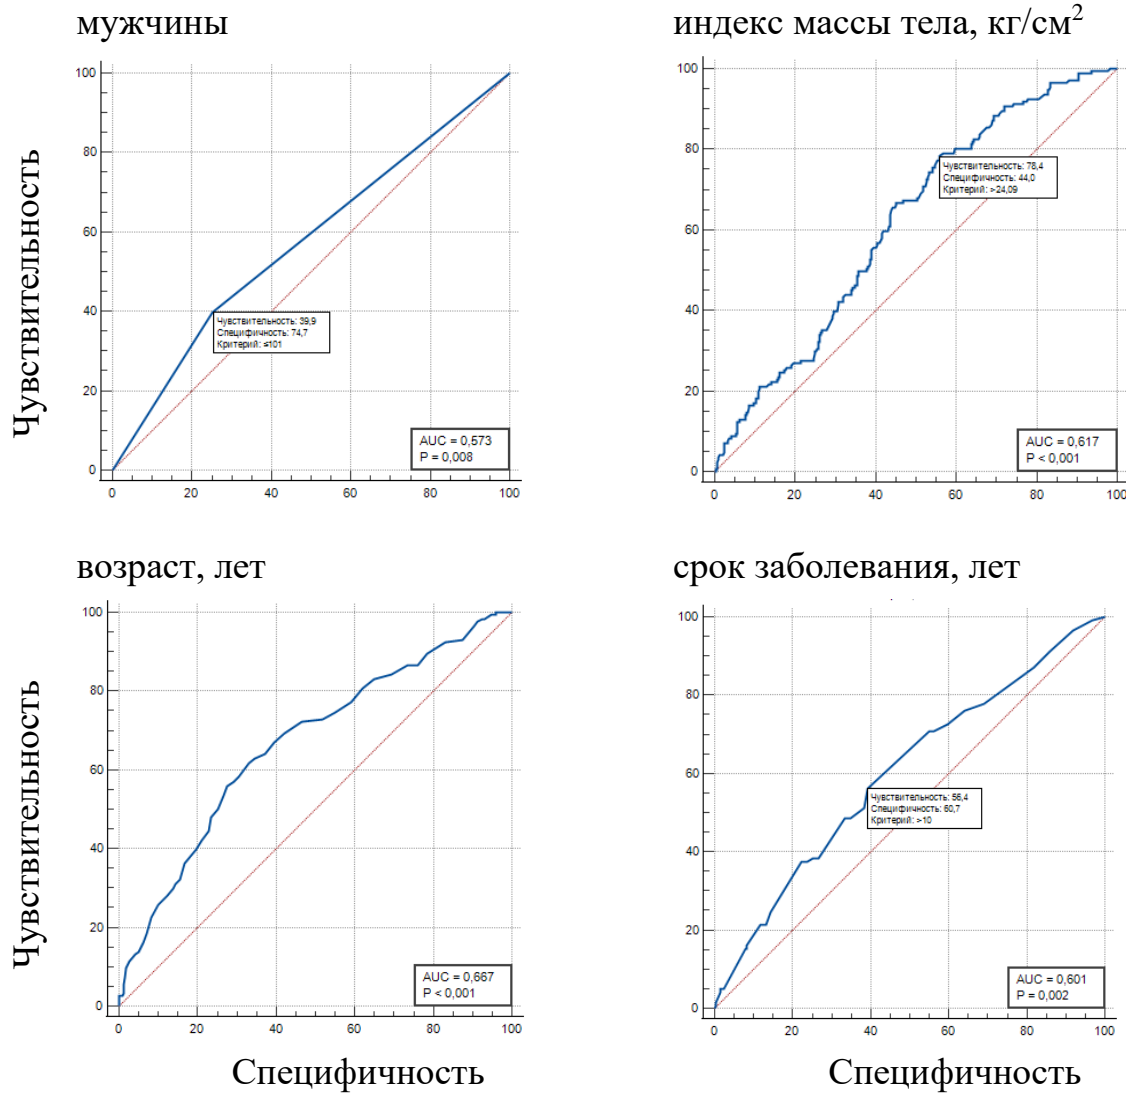 мужчины
100
80
60
40
20
0
Чувствительность: 39,9
Специфичность: 74,7
Критерий: ≤101
AUC = 0,573
P = 0,008
0 20 40 60 80 100
Чувствительность
индекс массы тела, кг/см²
100
80
60
40
20
0
Чувствительность: 78,4
Специфичность: 44,0
Критерий: >24,09
AUC = 0,617
P < 0,001
0 20 40 60 80 100
возраст, лет
100
80
60
40
20
0
AUC = 0,667
P < 0,001
0 20 40 60 80 100
Чувствительность
Специфичность
срок заболевания, лет
100
80
60
40
20
0
Чувствительность: 56,4
Специфичность: 60,7
Критерий: >10
AUC = 0,601
P = 0,002
0 20 40 60 80 100
Специфичность